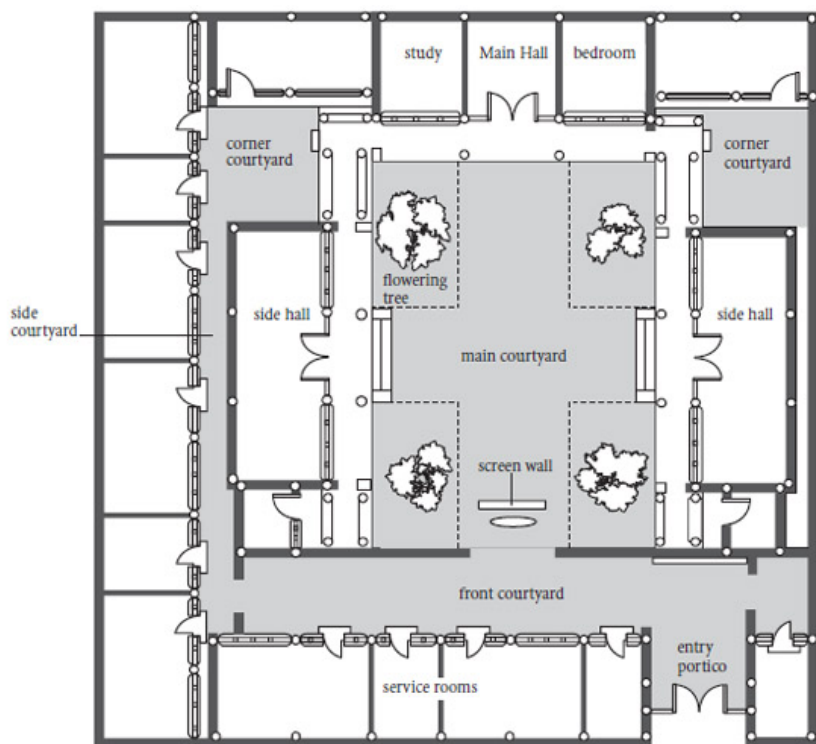 study
Main Hall
bedroom
corner
courtyard
corner
courtyard
flowering
tree
side
courtyard
side hall
side hall
main courtyard
screen wall
front courtyard
entry
portico
service rooms